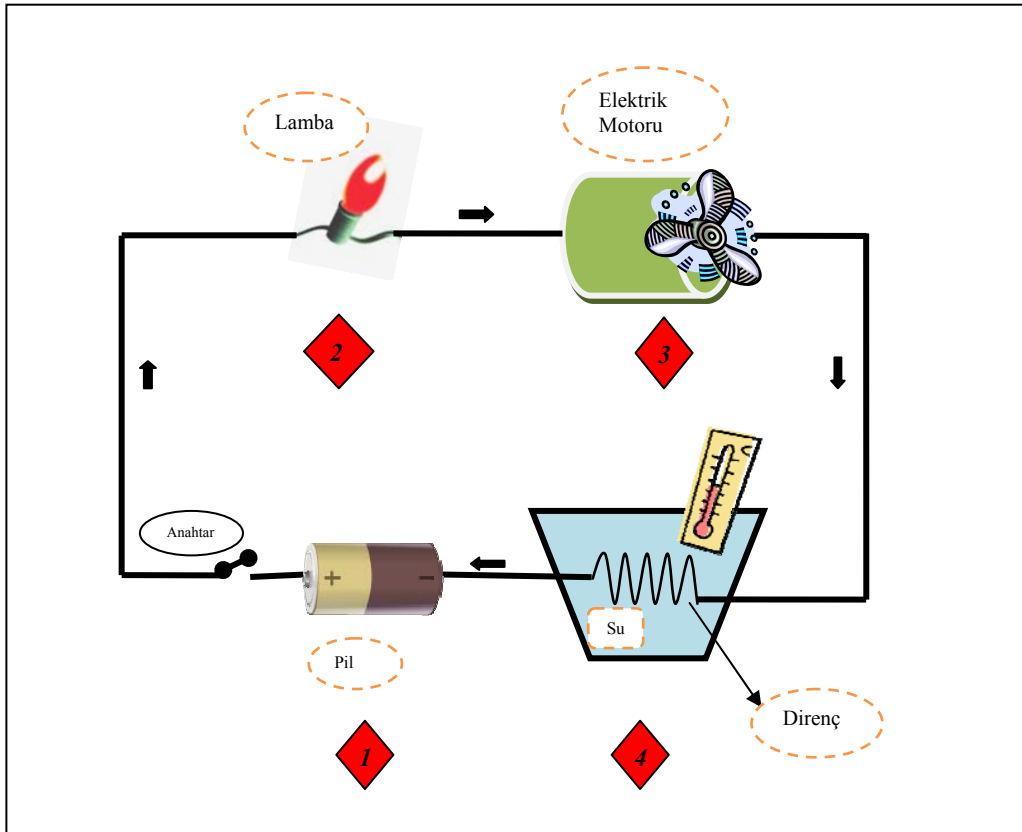 Lamba
Elektrik
Motoru
2
3
Anahtar
+ −
Pil
Su
Direnç
1
4